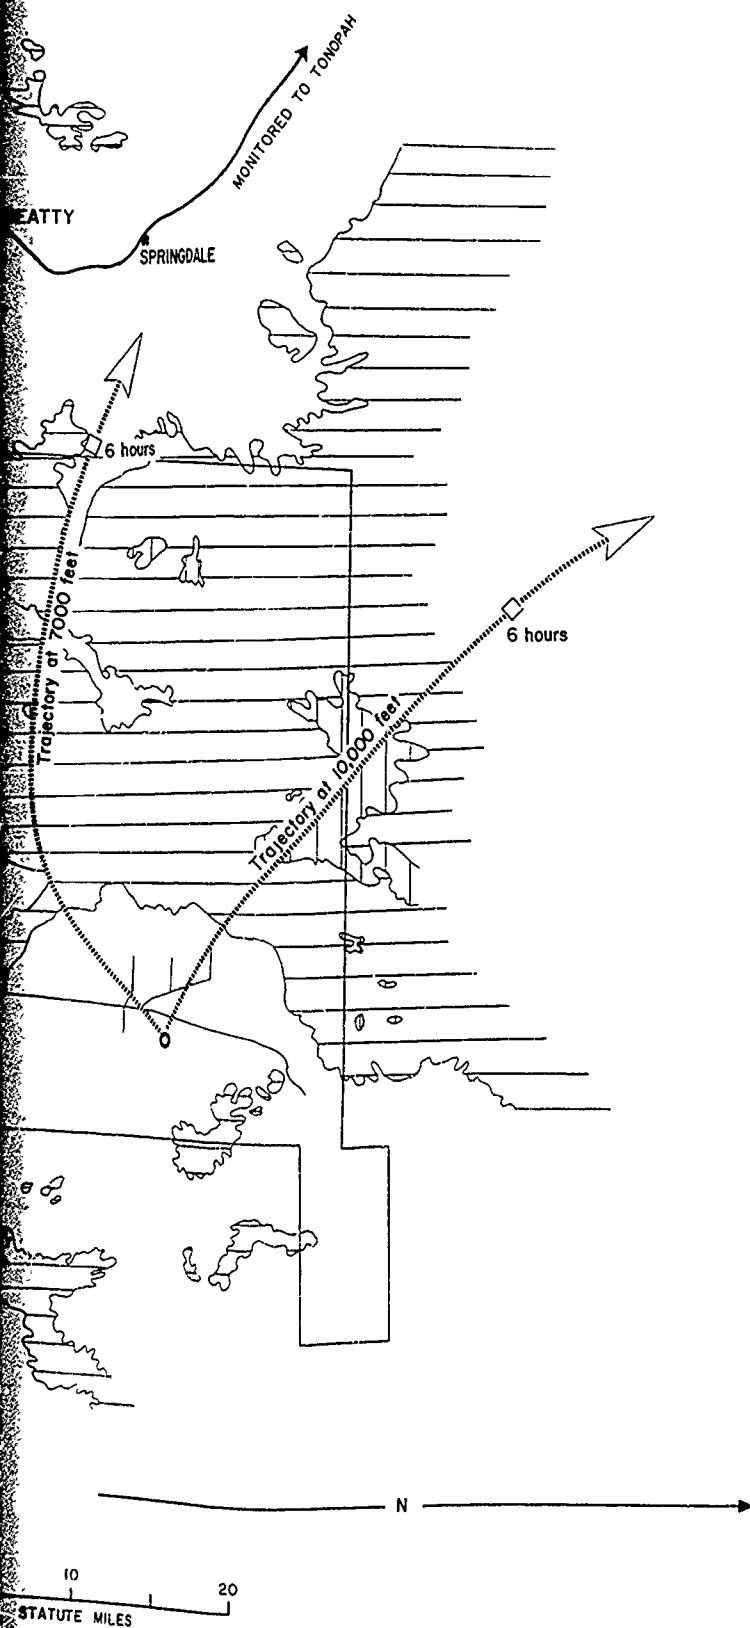 MONITORED TO TONOPAH
EATTY
SPRINGDALE
6 hours
Trajectory at 7000 feet
6 hours
Trajectory at 10,000 feet
N
10
20
STATUTE MILES